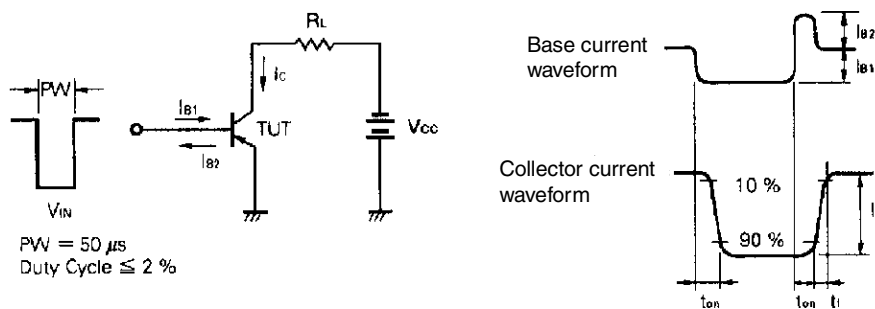 RL
IC
PW
IB1
TUT
IB2
VCC
VIN
PW = 50 µs
Duty Cycle ≦ 2 %
Base current
waveform
IB2
IB1
Collector current
waveform
10 %
90 %
ton
ton
tf